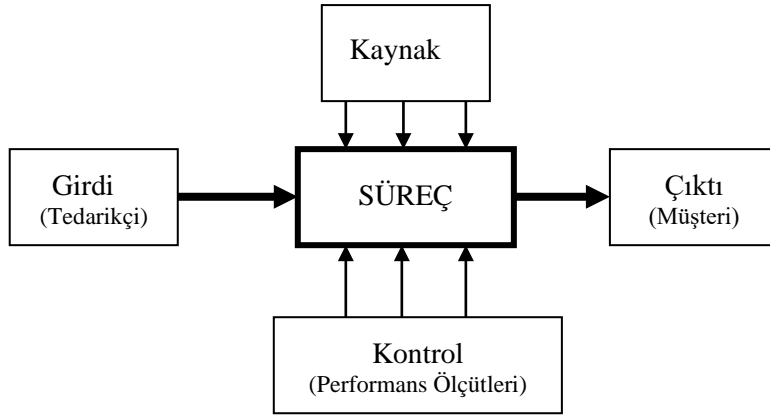 Kaynak
Girdi
(Tedarikçi)
SÜREÇ
Çıktı
(Müşteri)
Kontrol
(Performans Ölçütleri)